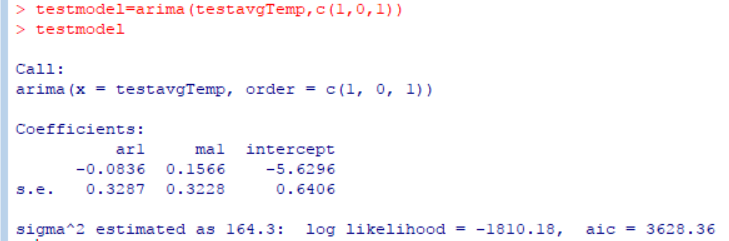 > testmodel=arima(testavgTemp,c(1,0,1))
> testmodel
Call:
arima(x = testavgTemp, order = c(1, 0, 1))
Coefficients:
ar1 ma1 intercept
-0.0836 0.1566 -5.6296
s.e. 0.3287 0.3228 0.6406
sigma^2 estimated as 164.3: log likelihood = -1810.18, aic = 3628.36